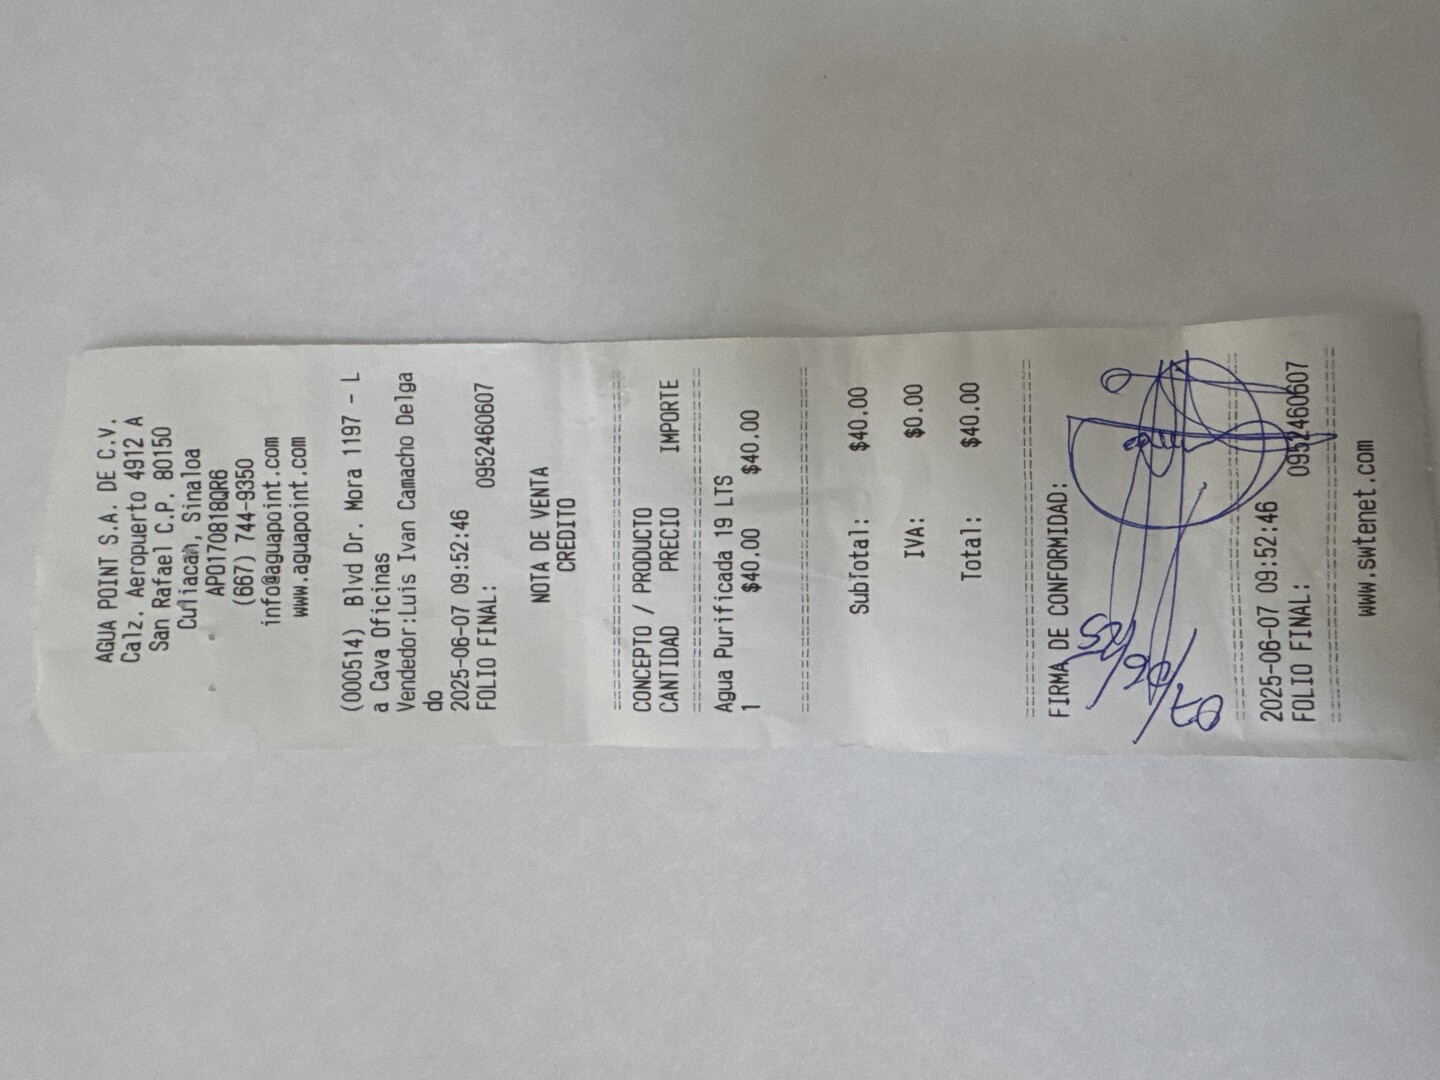 AGUA POINT S.A. DE C.V.
Calz. Aeropuerto 4912 A
San Rafael C.P. 80150
Culiacan, Sinaloa
APO170818QR6
(667) 744-9350
info@aguapoint.com
www.aguapoint.com
(000514) Blvd Dr. Mora 1197 - L
a Cava Oficinas
Vendedor:Luis Ivan Camacho Delga
do
2025-06-07 09:52:46
FOLIO FINAL: 0952460607
NOTA DE VENTA
CREDITO
================================
CONCEPTO / PRODUCTO
CANTIDAD PRECIO IMPORTE
================================
Agua Purificada 19 LTS
1 $40.00 $40.00
================================
SubTotal: $40.00
IVA: $0.00
Total: $40.00
================================
FIRMA DE CONFORMIDAD:
07/06/25
================================
2025-06-07 09:52:46
FOLIO FINAL: 0952460607
================================
www.swtenet.com